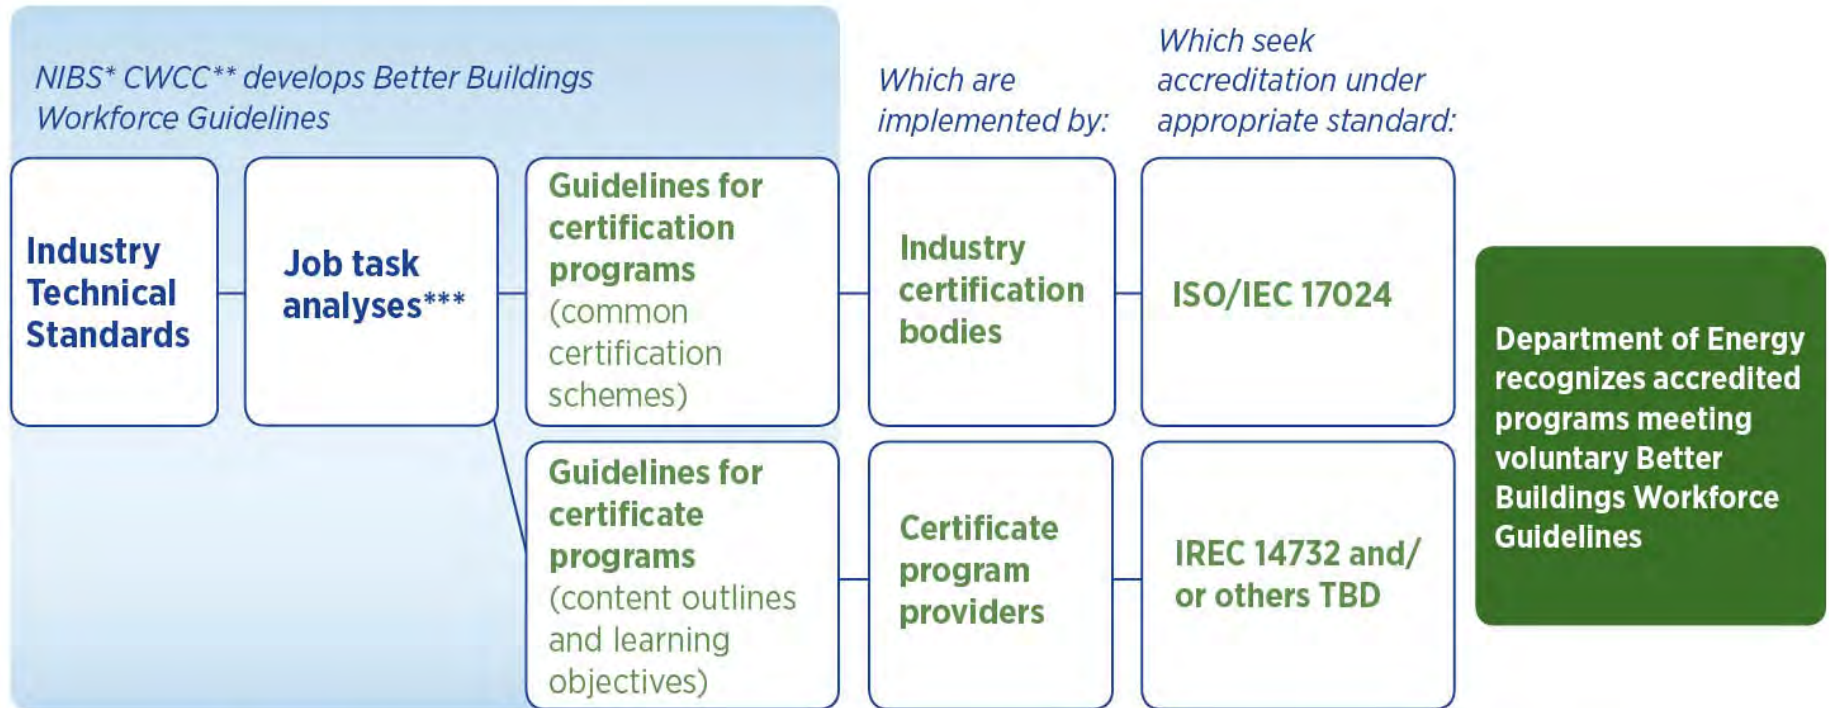 NIBS* CWCC** develops Better Buildings
Workforce Guidelines
Which are
implemented by:
Which seek
accreditation under
appropriate standard:
Industry
Technical
Standards
Job task
analyses***
Guidelines for
certification
programs
(common
certification
schemes)
Industry
certification
bodies
ISO/IEC 17024
Guidelines for
certificate
programs
(content outlines
and learning
objectives)
Certificate
program
providers
IREC 14732 and/
or others TBD
Department of Energy
recognizes accredited
programs meeting
voluntary Better
Buildings Workforce
Guidelines